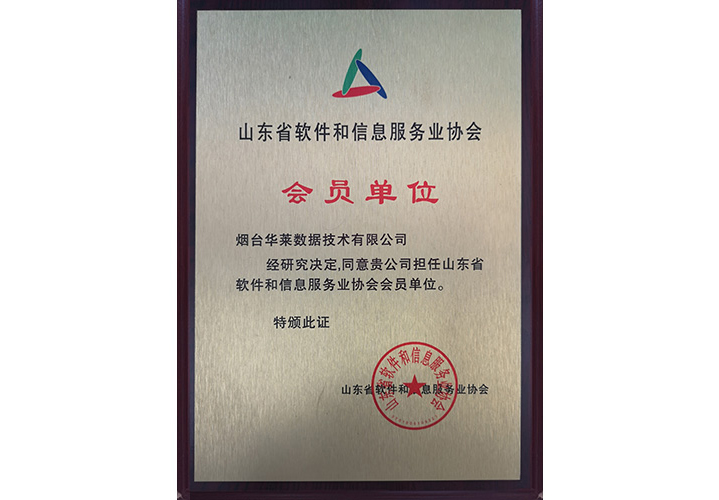 山东省软件和信息服务业协会
会员单位
烟台华莱数据技术有限公司
经研究决定,同意贵公司担任山东省
软件和信息服务业协会会员单位。
特颁此证
山东省软件和信息服务业协会
山东省软件和信息服务业协会